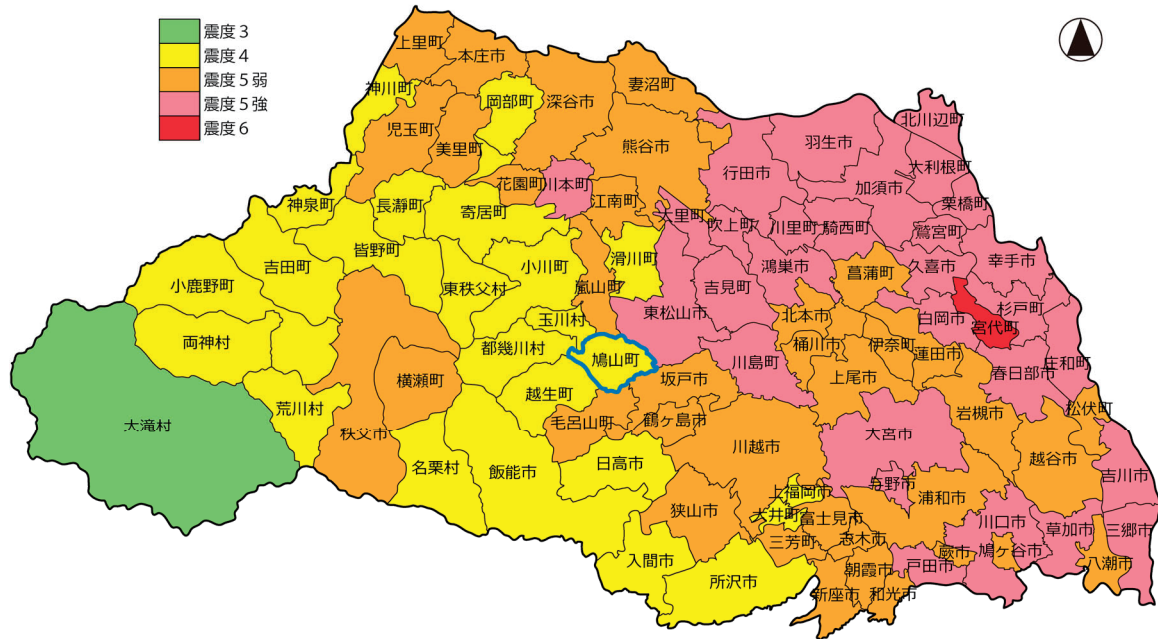 震度3
震度4
震度5弱
震度5強
震度6
上里町
本庄市
神川町
岡部町
深谷市
妻沼町
児玉町
美里町
熊谷市
花園町
川本町
江南町
行田市
羽生市
北川辺町
大利根町
加須市
栗橋町
神泉町
長瀞町
寄居町
大里町
吹上町
川里町
騎西町
鷲宮町
皆野町
吉田町
小鹿野町
小川町
滑川町
鴻巣市
菖蒲町
久喜市
幸手市
東秩父村
嵐山町
吉見町
両神村
玉川村
東松山市
北本市
白岡市
杉戸町
宮代町
都幾川村
鳩山町
川島町
桶川市
伊奈町
蓮田市
庄和町
春日部市
横瀬町
越生町
坂戸市
上尾市
荒川村
大滝村
秩父市
毛呂山町
鶴ヶ島市
川越市
大宮市
岩槻市
松伏町
越谷市
名栗村
飯能市
日高市
吉川市
与野市
上福岡市
浦和市
狭山市
大井町
富士見市
川口市
草加市
三郷市
三芳町
志木市
蕨市
鳩ヶ谷市
入間市
戸田市
八潮市
所沢市
朝霞市
新座市
和光市